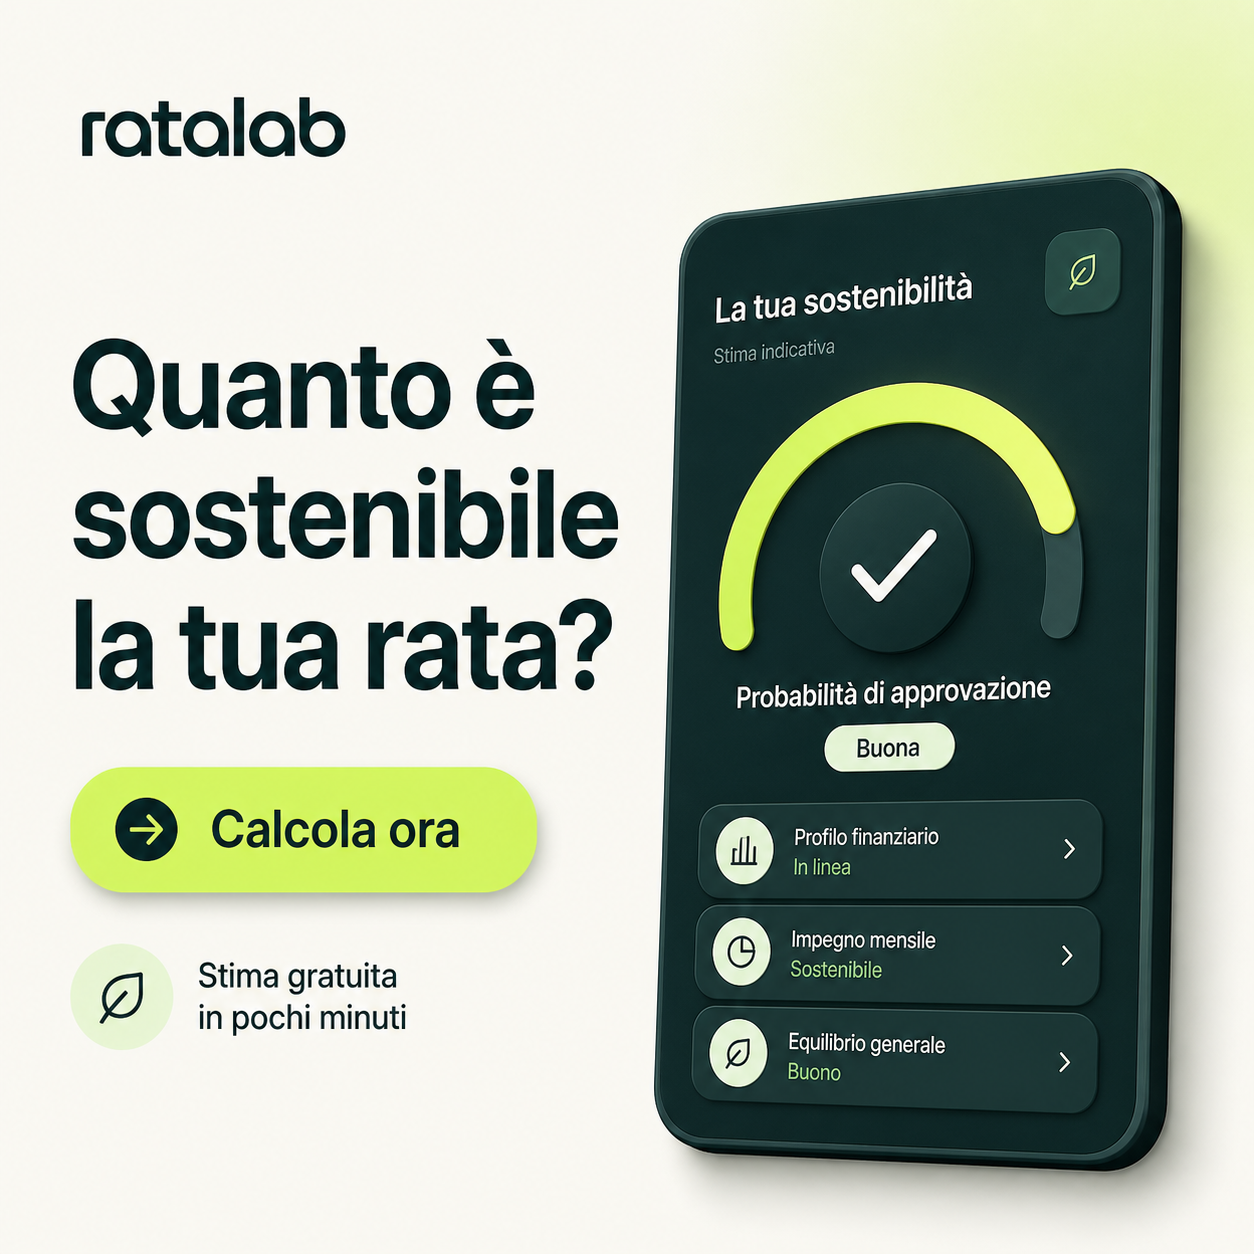 ratalab
Quanto è
sostenibile
la tua rata?
Calcola ora
Stima gratuita
in pochi minuti
La tua sostenibilità
Stima indicativa
Probabilità di approvazione
Buona
Profilo finanziario
In linea
Impegno mensile
Sostenibile
Equilibrio generale
Buono